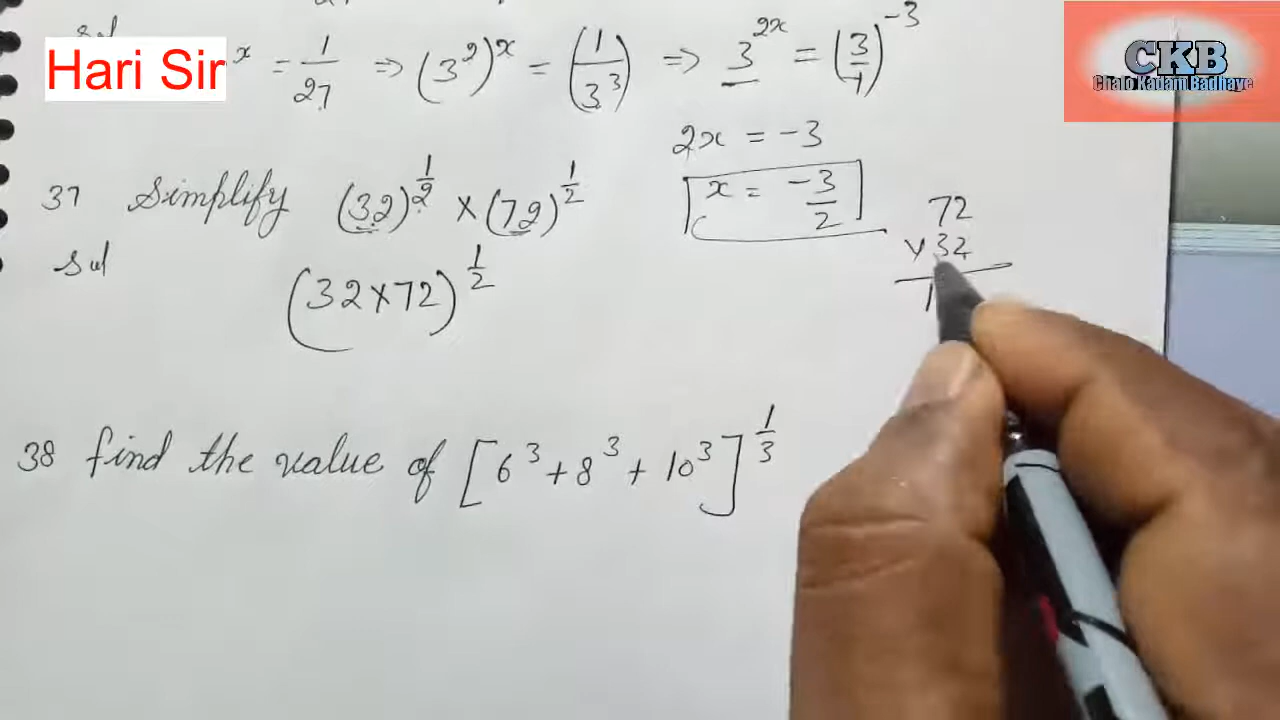 Hari Sir
CKB
Chalo Kadam Badhaye
x = 1/27 ⇒ (3²)ˣ = (1/3³) ⇒ 3²ˣ = (3/1)⁻³
2x = -3
x = -3/2
37 Simplify (32)^1/2 × (72)^1/2
Sol
(32×72)^1/2
72
×32
1
38 find the value of [6³+8³+10³]^1/3